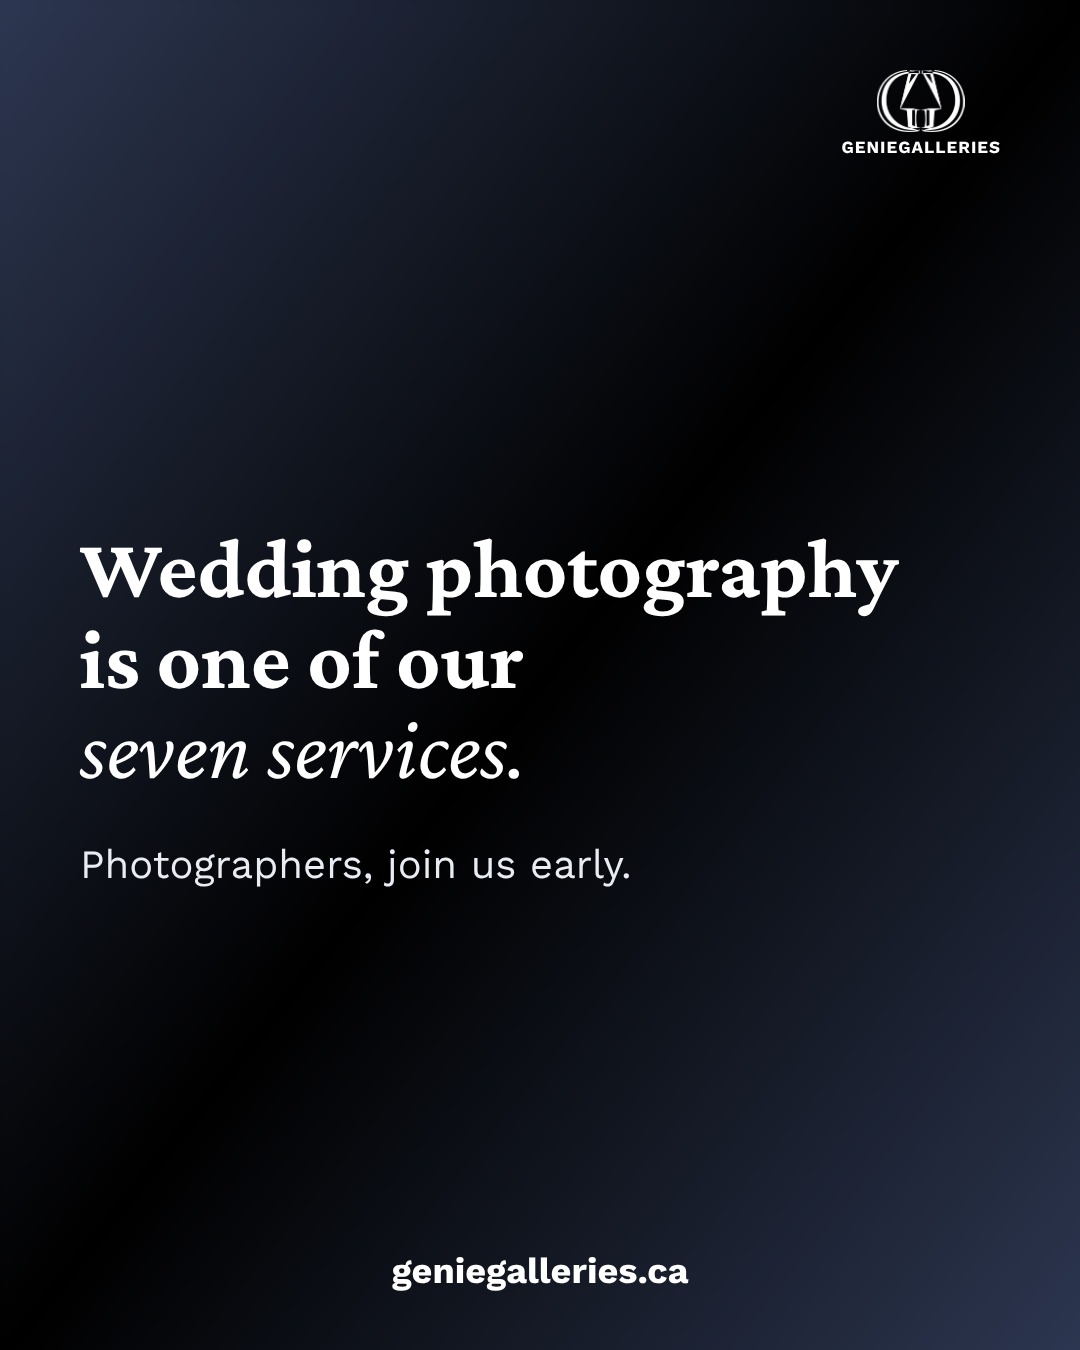 GENIEGALLERIES
Wedding photography
is one of our
seven services.
Photographers, join us early.
geniegalleries.ca